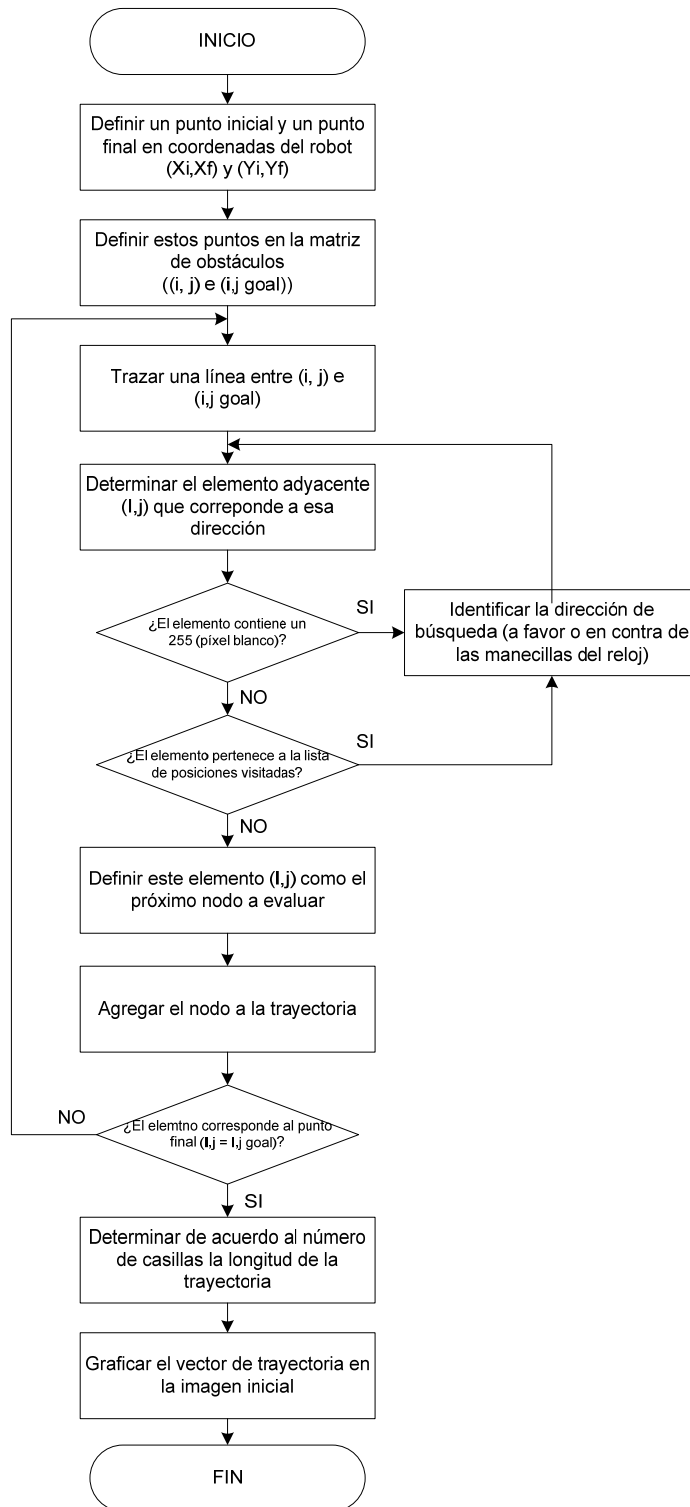 INICIO
Definir un punto inicial y un punto
final en coordenadas del robot
(Xi,Xf) y (Yi,Yf)
Definir estos puntos en la matriz
de obstáculos
((i, j) e (i,j goal))
Trazar una línea entre (i, j) e
(i,j goal)
Determinar el elemento adyacente
(I,j) que correponde a esa
dirección
¿El elemento contiene un
255 (píxel blanco)?
SI
Identificar la dirección de
búsqueda (a favor o en contra de
las manecillas del reloj)
NO
¿El elemento pertenece a la lista
de posiciones visitadas?
SI
NO
Definir este elemento (I,j) como el
próximo nodo a evaluar
Agregar el nodo a la trayectoria
¿El elemtno corresponde al punto
final (I,j = I,j goal)?
NO
SI
Determinar de acuerdo al número
de casillas la longitud de la
trayectoria
Graficar el vector de trayectoria en
la imagen inicial
FIN